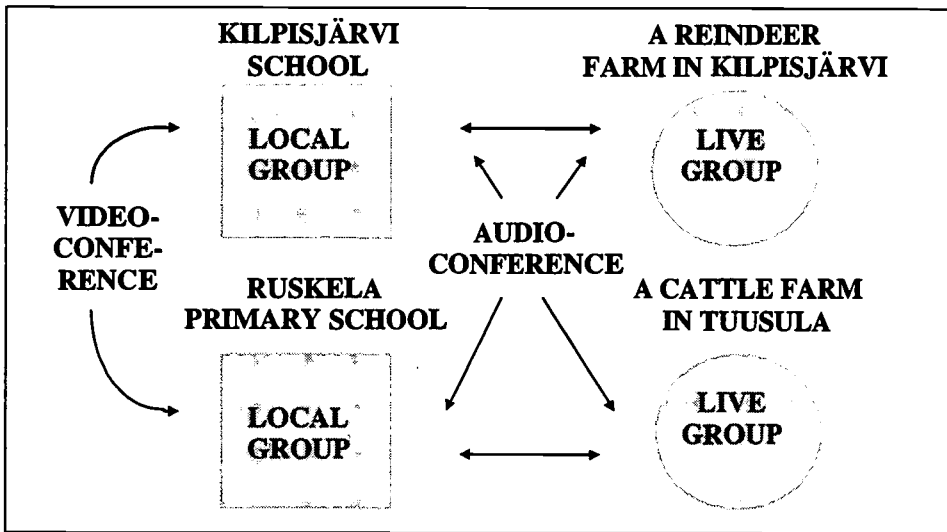 KILPISJÄRVI
SCHOOL
A REINDEER
FARM IN KILPISJÄRVI
LOCAL
GROUP
LIVE
GROUP
VIDEO-
CONFE-
RENCE
AUDIO-
CONFERENCE
RUSKELA
PRIMARY SCHOOL
A CATTLE FARM
IN TUUSULA
LOCAL
GROUP
LIVE
GROUP